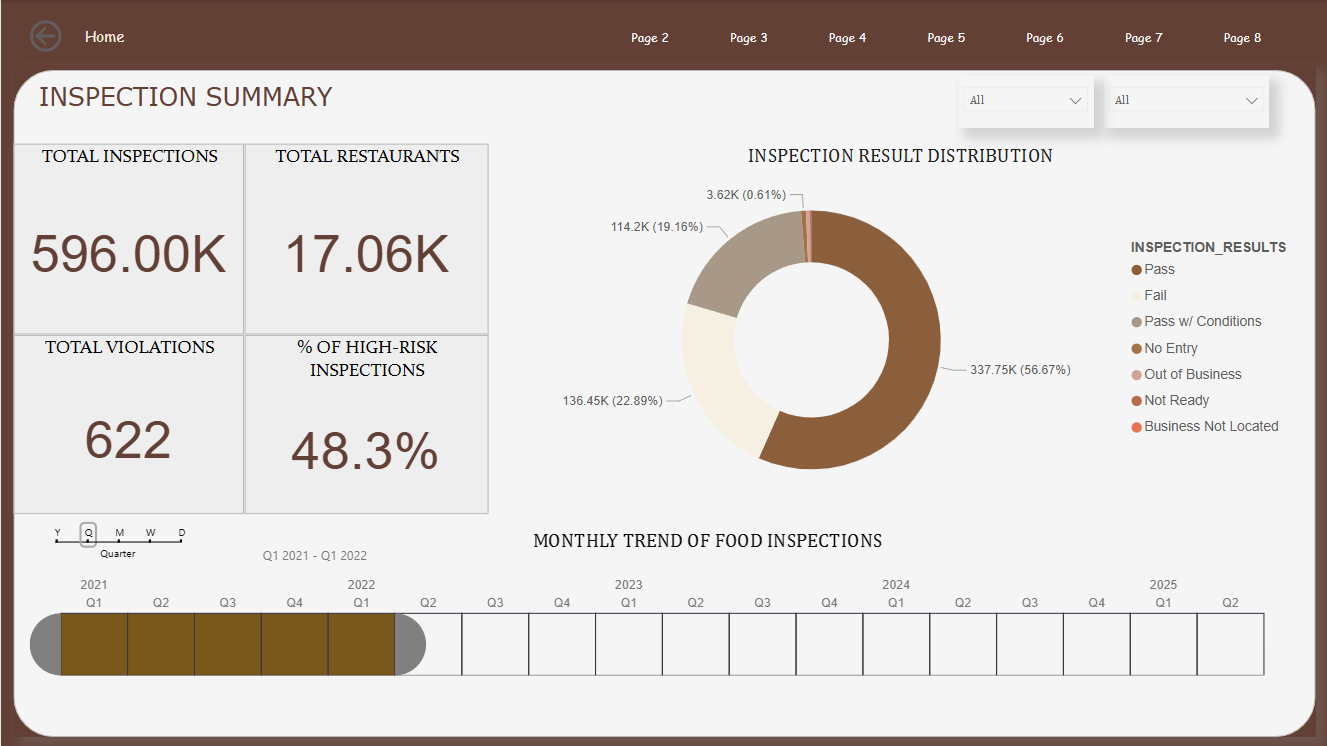 Home
Page 2
Page 3
Page 4
Page 5
Page 6
Page 7
Page 8
INSPECTION SUMMARY
All
All
TOTAL INSPECTIONS
596.00K
TOTAL RESTAURANTS
17.06K
TOTAL VIOLATIONS
622
% OF HIGH-RISK
INSPECTIONS
48.3%
INSPECTION RESULT DISTRIBUTION
3.62K (0.61%)
114.2K (19.16%)
136.45K (22.89%)
337.75K (56.67%)
INSPECTION_RESULTS
Pass
Fail
Pass w/ Conditions
No Entry
Out of Business
Not Ready
Business Not Located
Y Q M W D
Quarter
Q1 2021 - Q1 2022
MONTHLY TREND OF FOOD INSPECTIONS
2021 2022 2023 2024 2025
Q1 Q2 Q3 Q4 Q1 Q2 Q3 Q4 Q1 Q2 Q3 Q4 Q1 Q2 Q3 Q4 Q1 Q2